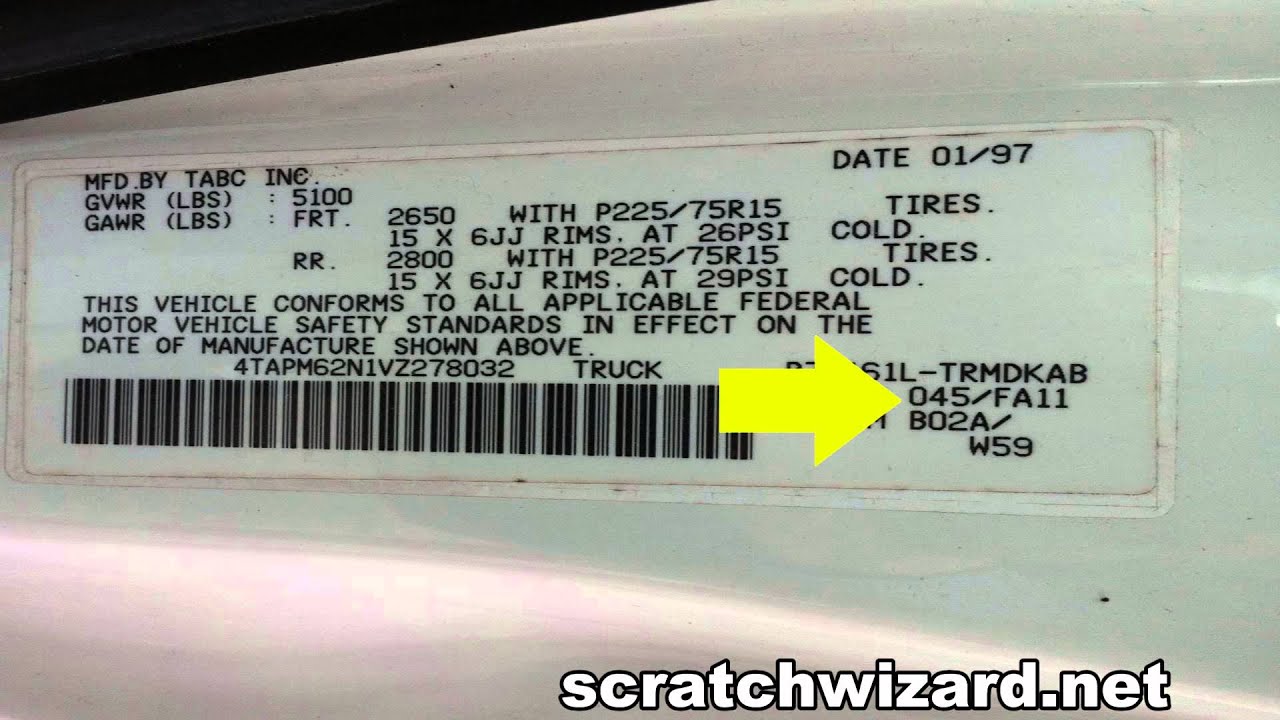 DATE 01/97
MFD.BY TABC INC.
GVWR (LBS) : 5100
GAWR (LBS) : FRT. 2650 WITH P225/75R15 TIRES.
15 X 6JJ RIMS. AT 26PSI COLD.
RR. 2800 WITH P225/75R15 TIRES.
15 X 6JJ RIMS. AT 29PSI COLD.
THIS VEHICLE CONFORMS TO ALL APPLICABLE FEDERAL
MOTOR VEHICLE SAFETY STANDARDS IN EFFECT ON THE
DATE OF MANUFACTURE SHOWN ABOVE.
4TAPM62N1VZ278032 TRUCK
045/FA11
B02A/
W59
scratchwizard.net